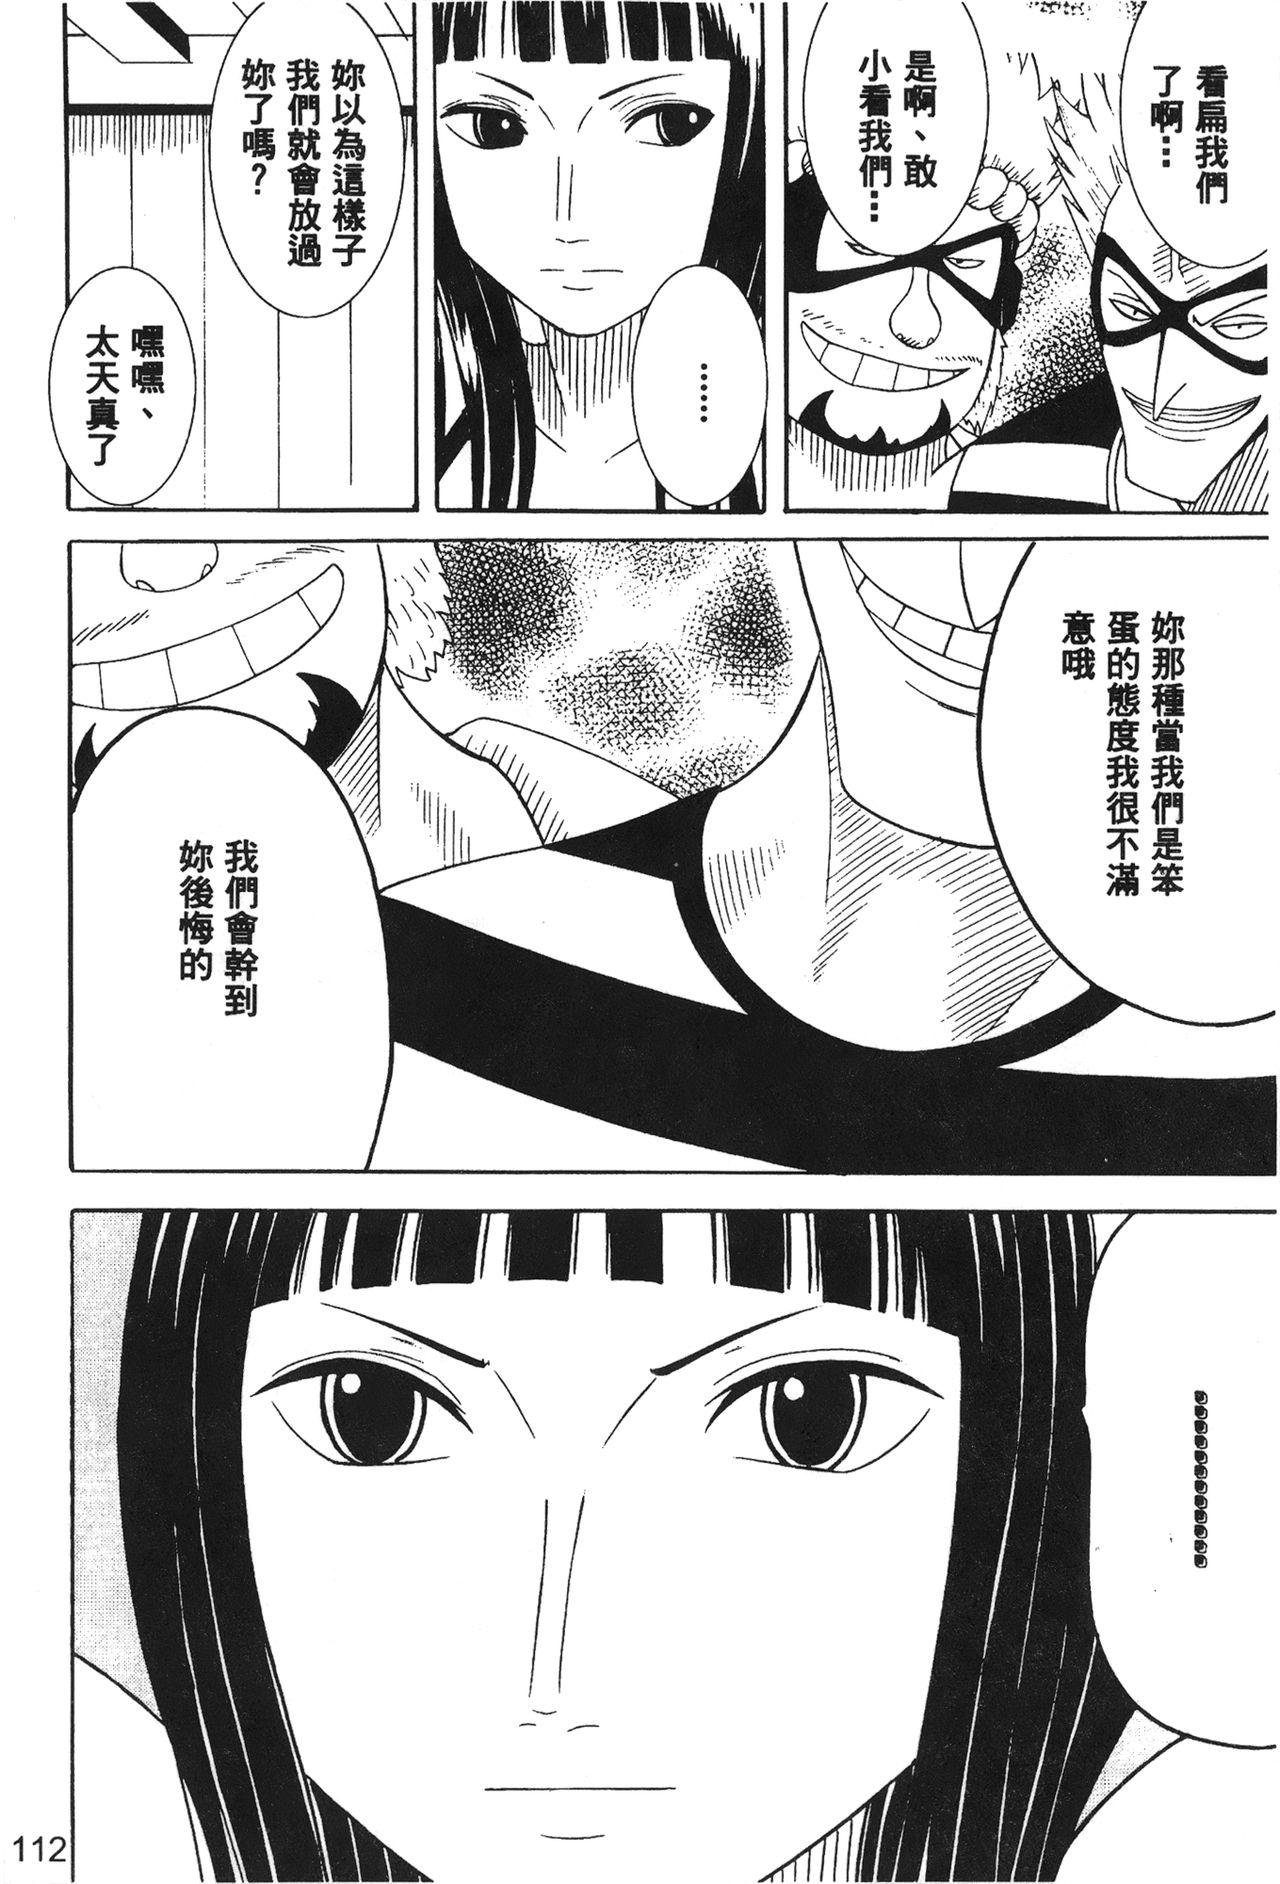 看扁我們
了啊…
是啊、敢
小看我們…
……
妳以為這樣子
我們就會放過
妳了嗎？
嘿嘿、
太天真了
妳那種當我們是笨
蛋的態度我很不滿
意哦
我們會幹到
妳後悔的
…………
112